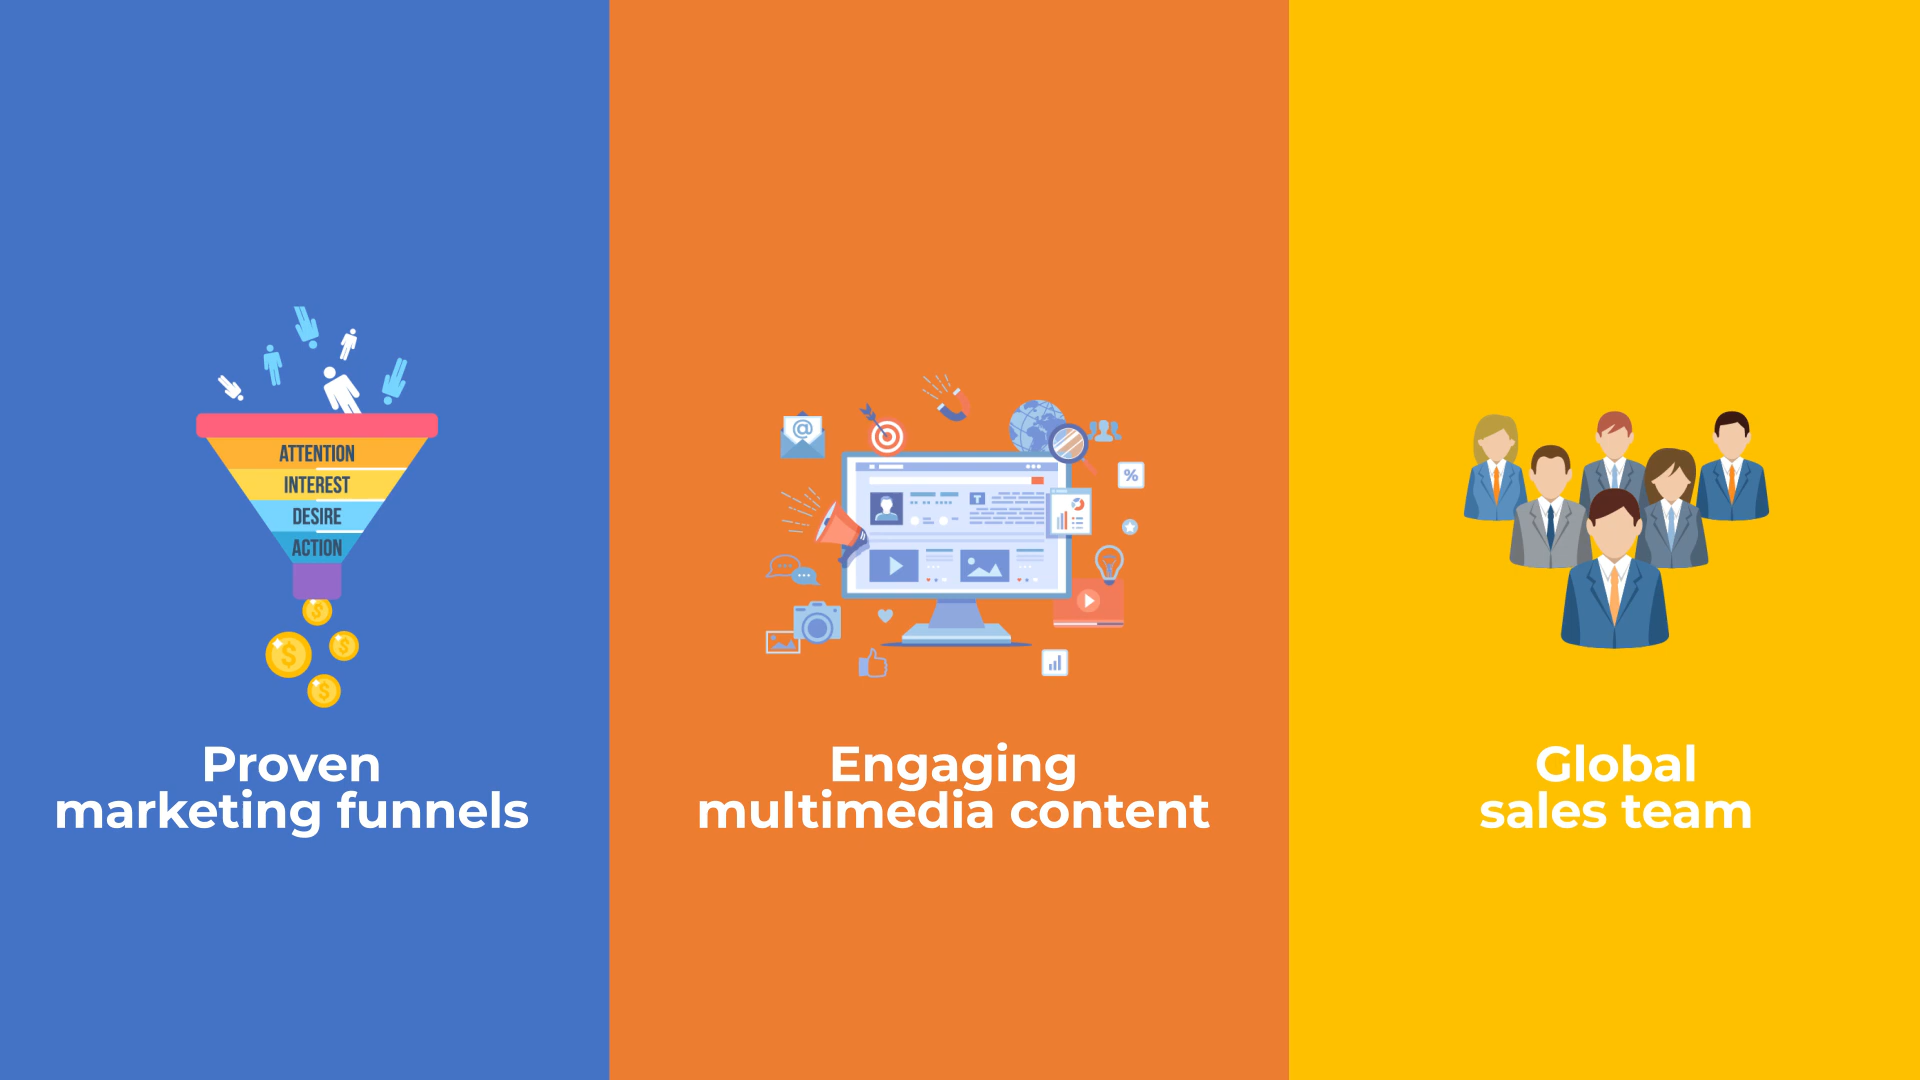 ATTENTION
INTEREST
DESIRE
ACTION
Proven
marketing funnels
@
%
T
Engaging
multimedia content
Global
sales team